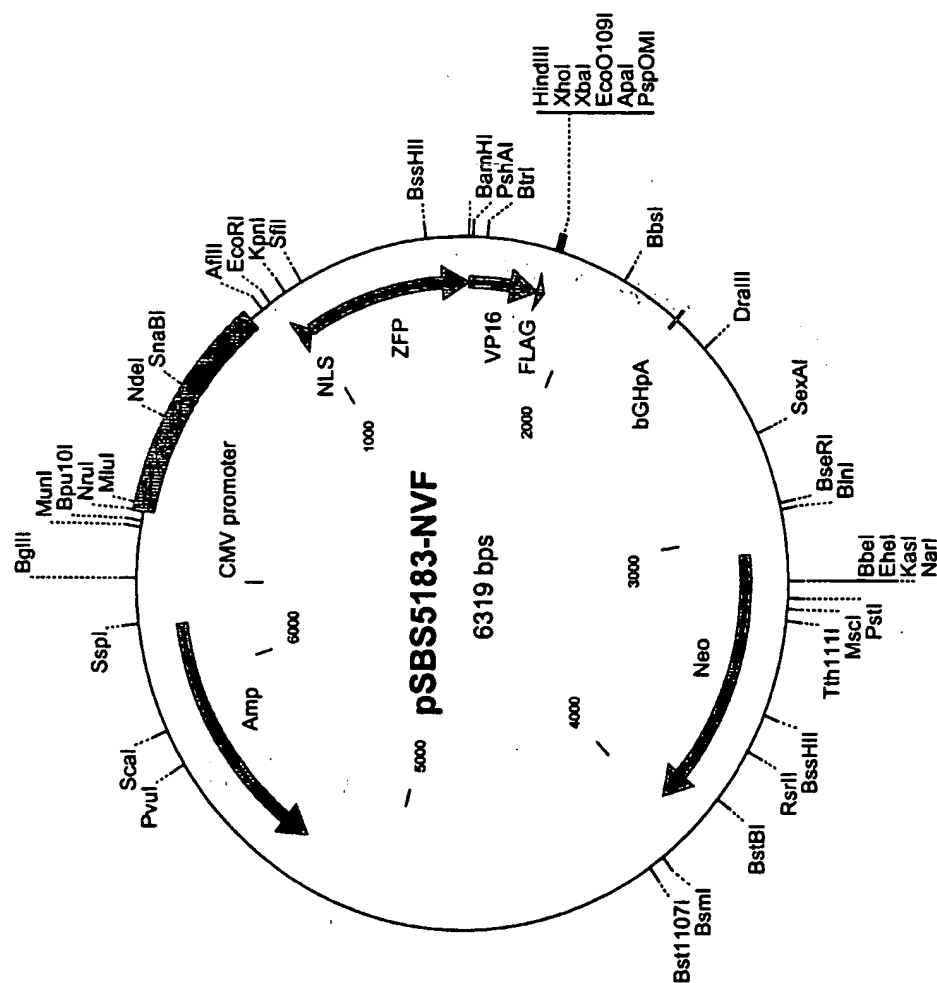 pSBS5183-NVF
6319 bps
BglII
MunI
Bpu10I
NruI
MluI
NdeI
SnaBI
AflII
EcoRI
KpnI
SfiI
BssHII
BamHI
PshAI
BtrI
HindIII
XhoI
XbaI
EcoO109I
ApaI
PspOMI
BbsI
DraIII
SexAI
BseRI
BlnI
BbeI
EheI
KasI
NarI
PstI
MscI
Tth111I
BssHII
RsrII
BstBI
BsmI
Bst1107I
PvuI
ScaI
SspI
CMV promoter
NLS
ZFP
VP16
FLAG
bGHpA
Neo
Amp
1000
2000
3000
4000
5000
6000